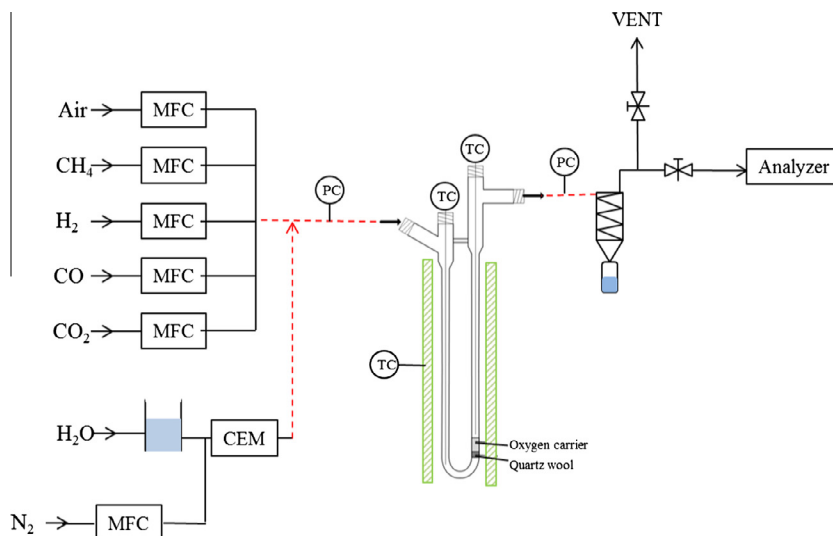 VENT
Air
MFC
CH₄
MFC
H₂
MFC
CO
MFC
CO₂
MFC
PC
TC
TC
PC
Analyzer
TC
H₂O
CEM
Oxygen carrier
Quartz wool
N₂
MFC